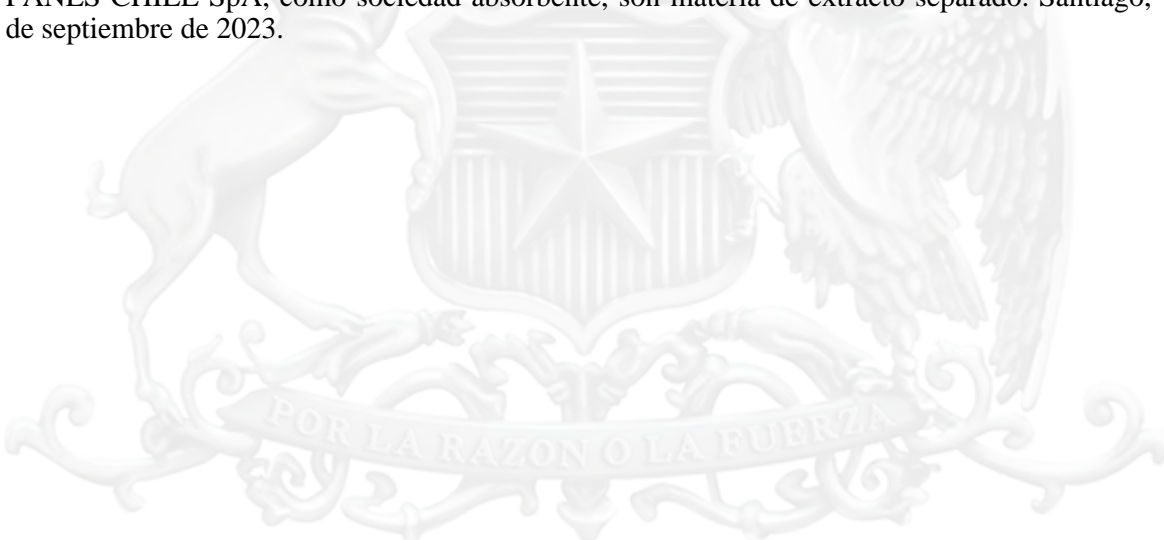 PANES CHILE SpA, como sociedad absorbente, son materia de extracto separado. Santiago,
de septiembre de 2023.
POR LA RAZON O LA FUERZA